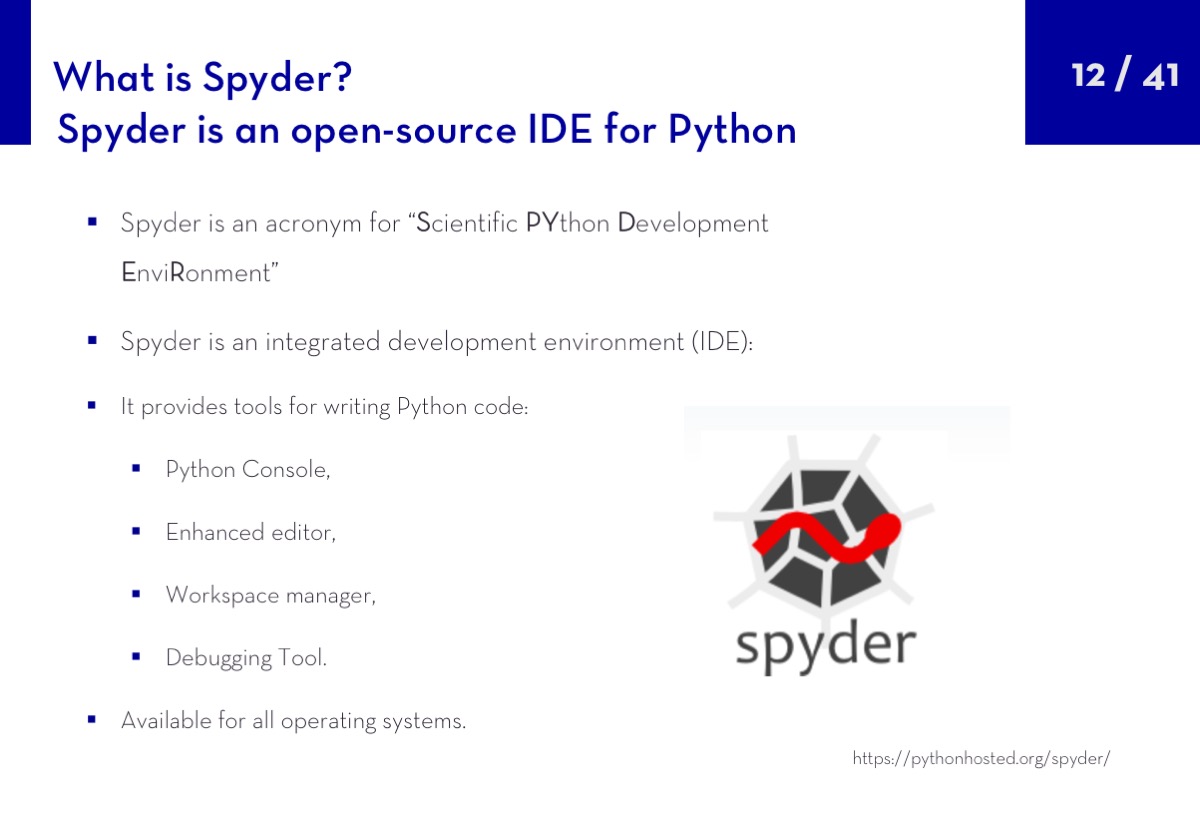 What is Spyder?
Spyder is an open-source IDE for Python
12 / 41
▪ Spyder is an acronym for “Scientific PYthon Development
EnviRonment”
▪ Spyder is an integrated development environment (IDE):
▪ It provides tools for writing Python code:
▪ Python Console,
▪ Enhanced editor,
▪ Workspace manager,
▪ Debugging Tool.
▪ Available for all operating systems.
spyder
https://pythonhosted.org/spyder/